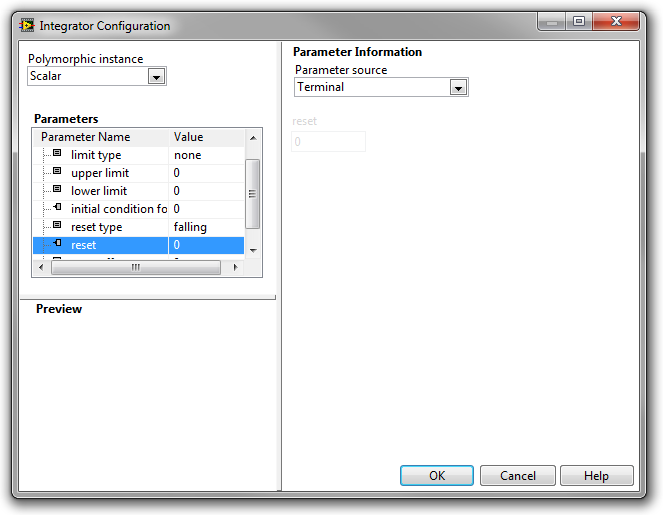 Integrator Configuration
Polymorphic instance
Scalar
Parameters
Parameter Name Value
limit type none
upper limit 0
lower limit 0
initial condition fo 0
reset type falling
reset 0
Preview
Parameter Information
Parameter source
Terminal
reset
0
OK Cancel Help